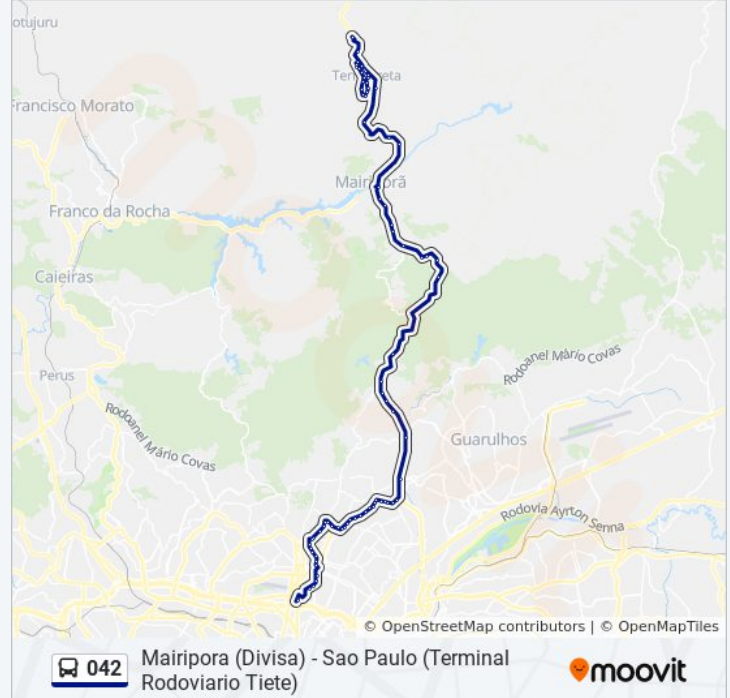 otujuru
Francisco Morato
Mairiporã
Franco da Rocha
Caieiras
Perus
Rodoanel Mário Covas
Rodoanel Mário Covas
Guarulhos
Rodovia Ayrton Senna
© OpenStreetMap contributors | © OpenMapTiles
042
Mairipora (Divisa) - Sao Paulo (Terminal
Rodoviario Tiete)
moovit